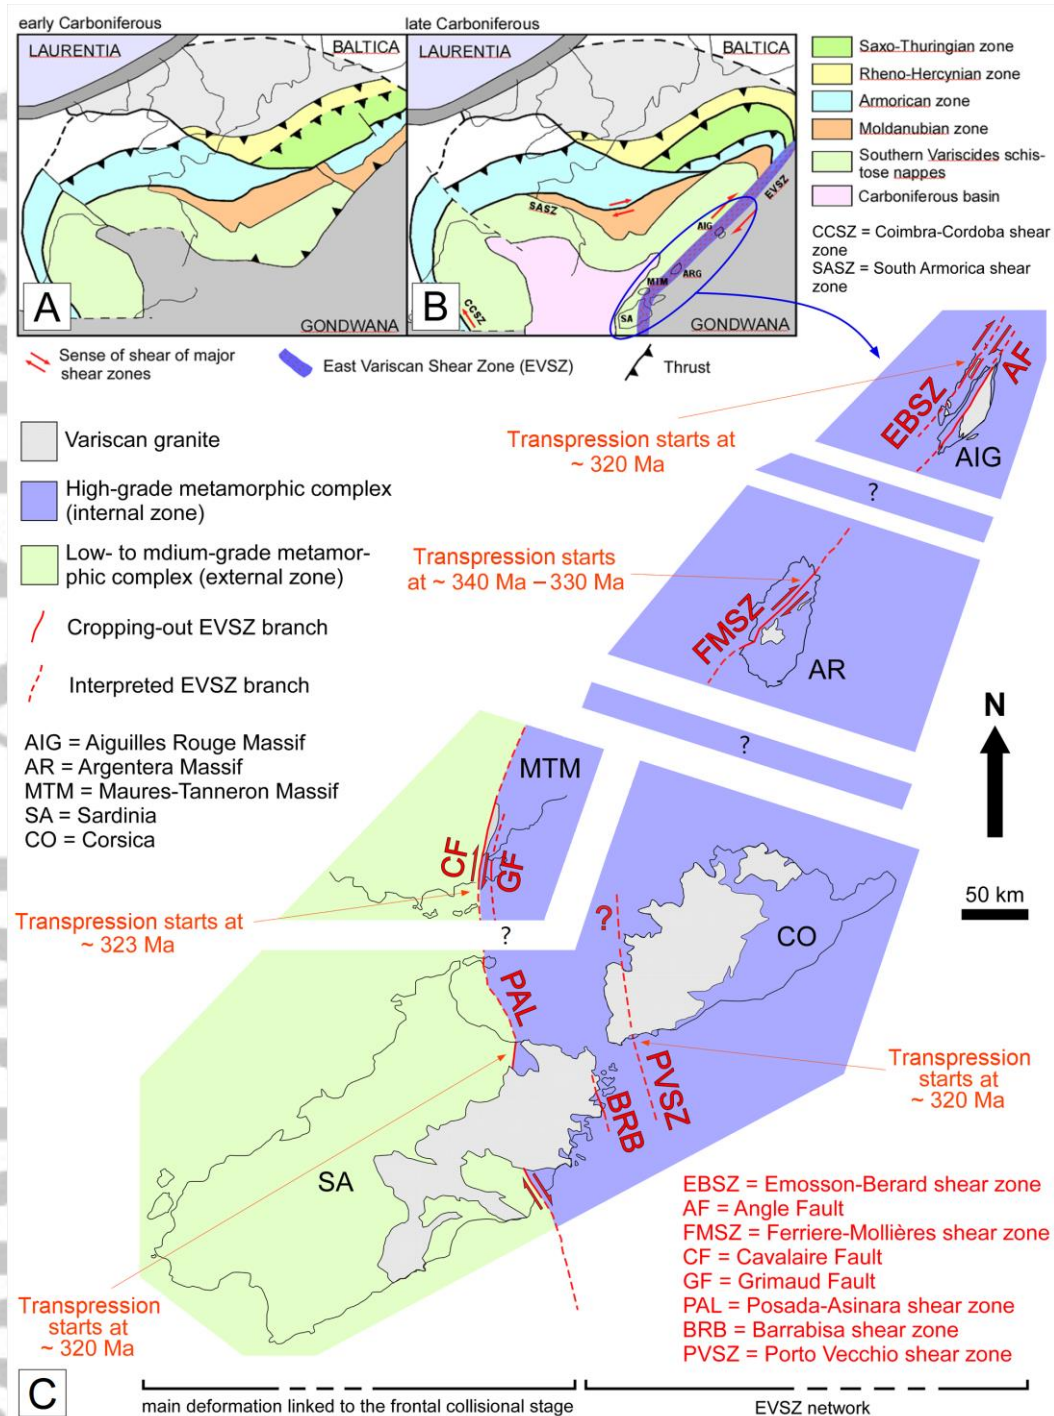 early Carboniferous
late Carboniferous
LAURENTIA
BALTICA
GONDWANA
A
LAURENTIA
BALTICA
SASZ
EVSZ
AIG
ARG
MTM
SA
CCSZ
GONDWANA
B
Saxo-Thuringian zone
Rheno-Hercynian zone
Armorican zone
Moldanubian zone
Southern Variscides schis-
tose nappes
Carboniferous basin
CCSZ = Coimbra-Cordoba shear
zone
SASZ = South Armorica shear
zone
Sense of shear of major
shear zones
East Variscan Shear Zone (EVSZ)
Thrust
Variscan granite
High-grade metamorphic complex
(internal zone)
Low- to mdium-grade metamor-
phic complex (external zone)
Cropping-out EVSZ branch
Interpreted EVSZ branch
AIG = Aiguilles Rouge Massif
AR = Argentera Massif
MTM = Maures-Tanneron Massif
SA = Sardinia
CO = Corsica
Transpression starts at
~ 320 Ma
EBSZ
AF
AIG
?
Transpression starts
at ~ 340 Ma – 330 Ma
FMSZ
AR
?
N
50 km
MTM
CF
GF
Transpression starts at
~ 323 Ma
?
?
CO
PAL
PVSZ
BRB
SA
Transpression
starts at
~ 320 Ma
Transpression
starts at
~ 320 Ma
EBSZ = Emosson-Berard shear zone
AF = Angle Fault
FMSZ = Ferriere-Mollières shear zone
CF = Cavalaire Fault
GF = Grimaud Fault
PAL = Posada-Asinara shear zone
BRB = Barrabisa shear zone
PVSZ = Porto Vecchio shear zone
C
main deformation linked to the frontal collisional stage
EVSZ network